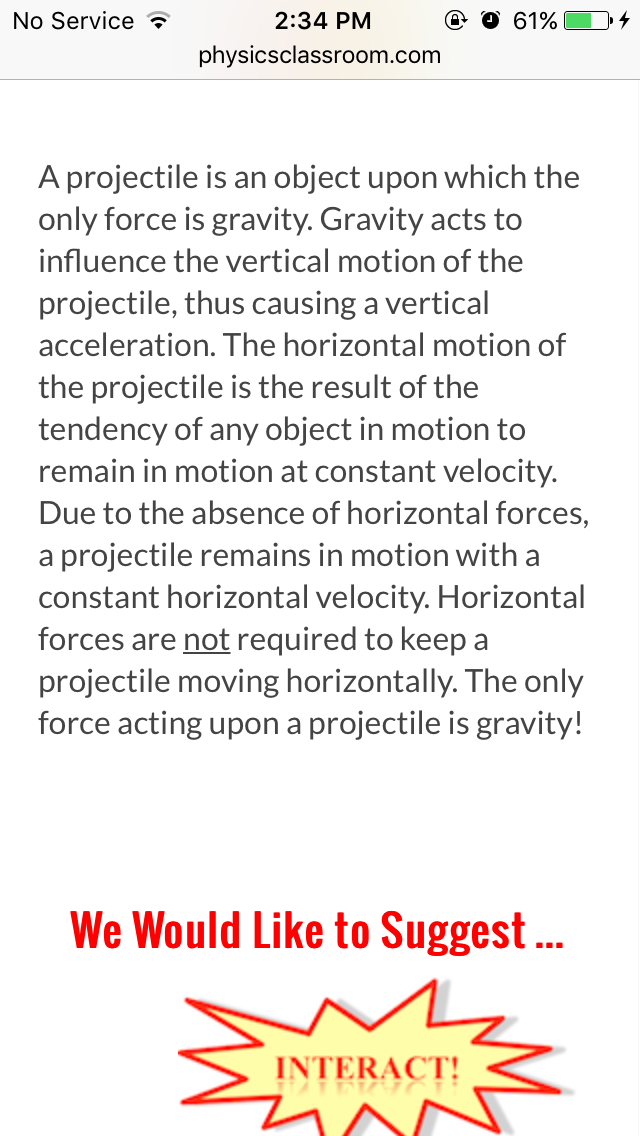 No Service 2:34 PM 61%
physicsclassroom.com
A projectile is an object upon which the
only force is gravity. Gravity acts to
influence the vertical motion of the
projectile, thus causing a vertical
acceleration. The horizontal motion of
the projectile is the result of the
tendency of any object in motion to
remain in motion at constant velocity.
Due to the absence of horizontal forces,
a projectile remains in motion with a
constant horizontal velocity. Horizontal
forces are not required to keep a
projectile moving horizontally. The only
force acting upon a projectile is gravity!
We Would Like to Suggest ...
INTERACT!